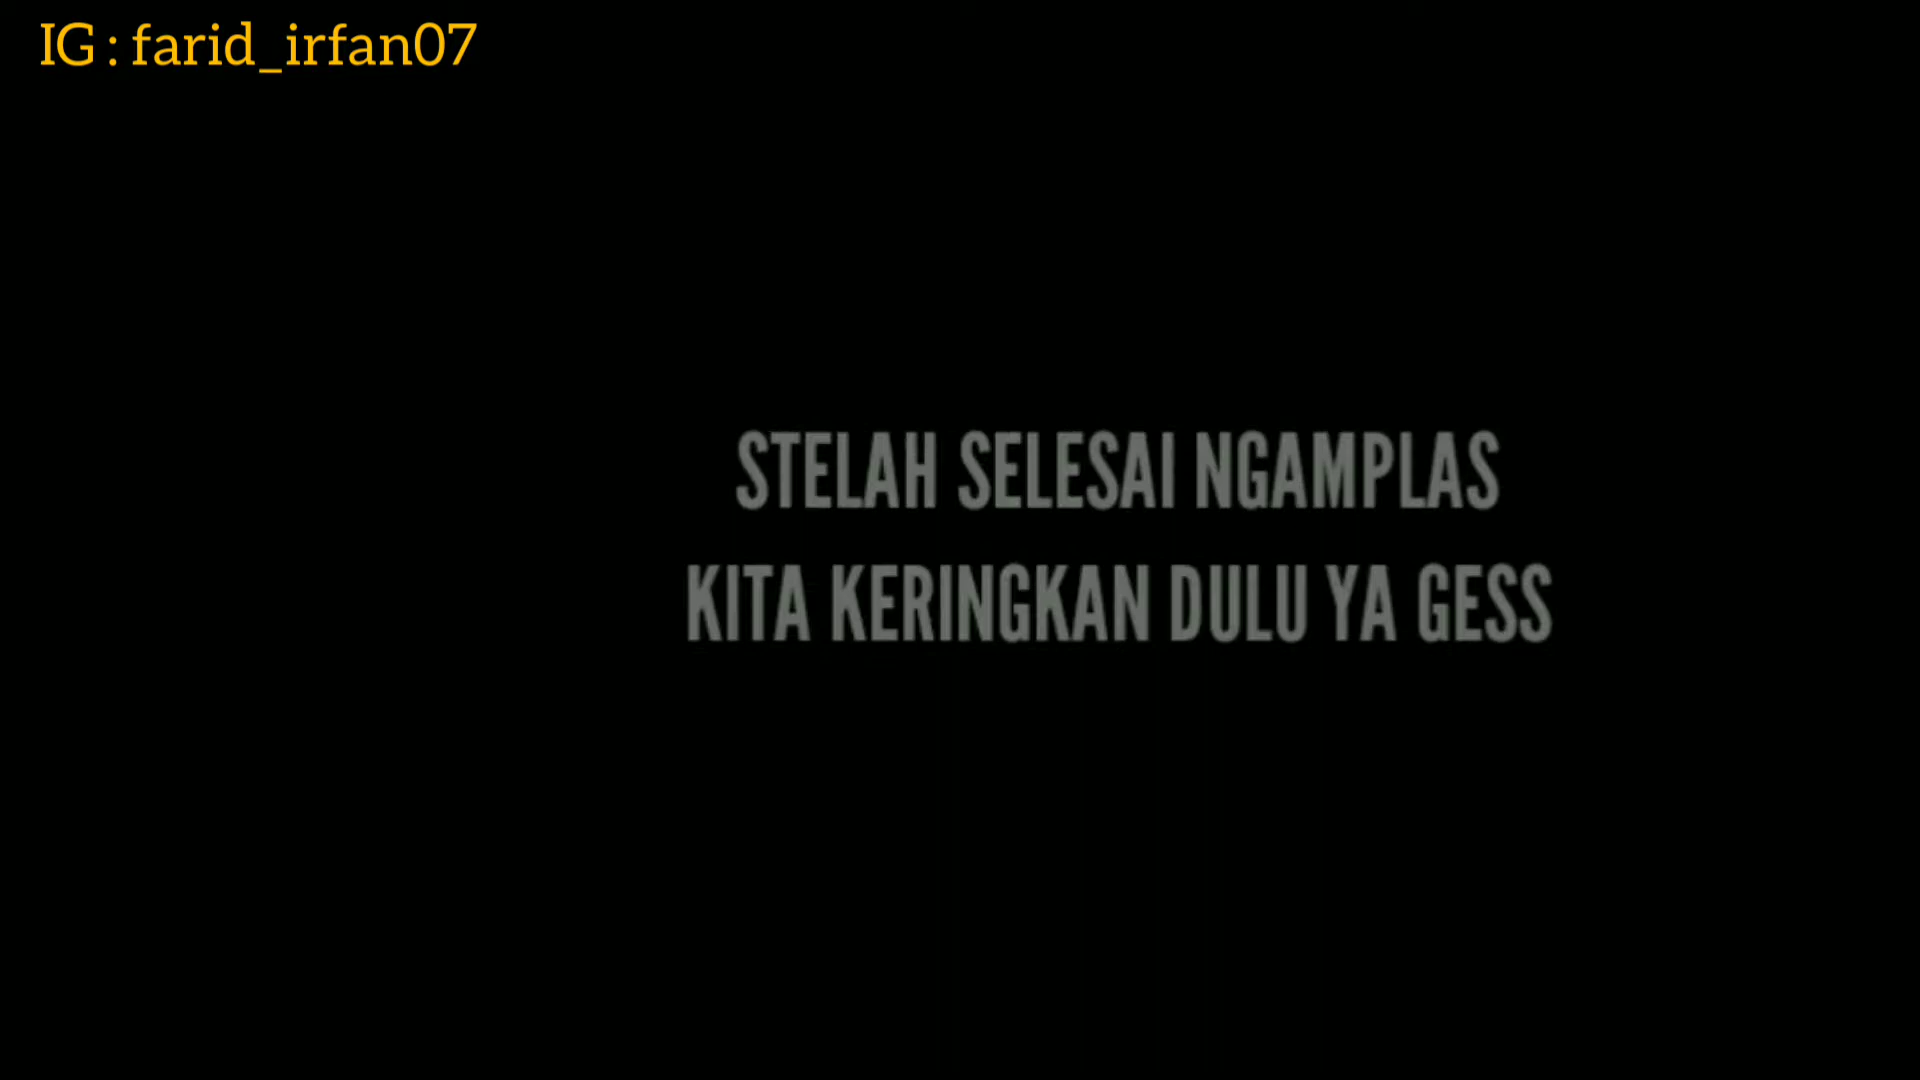 IG : farid_irfan07
STELAH SELESAI NGAMPLAS
KITA KERINGKAN DULU YA GESS